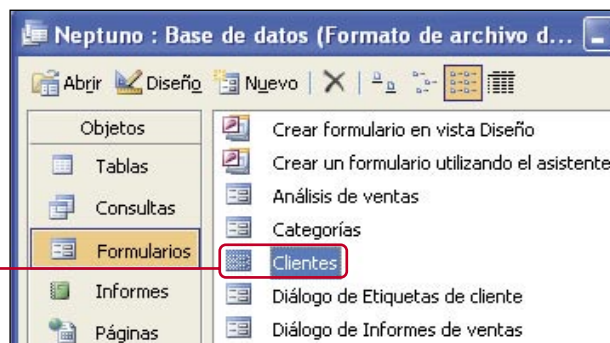 Neptuno : Base de datos (Formato de archivo d...
Abrir Diseño Nuevo
Objetos
Tablas
Consultas
Formularios
Informes
Páginas
Crear formulario en vista Diseño
Crear un formulario utilizando el asistente
Análisis de ventas
Categorías
Clientes
Diálogo de Etiquetas de cliente
Diálogo de Informes de ventas